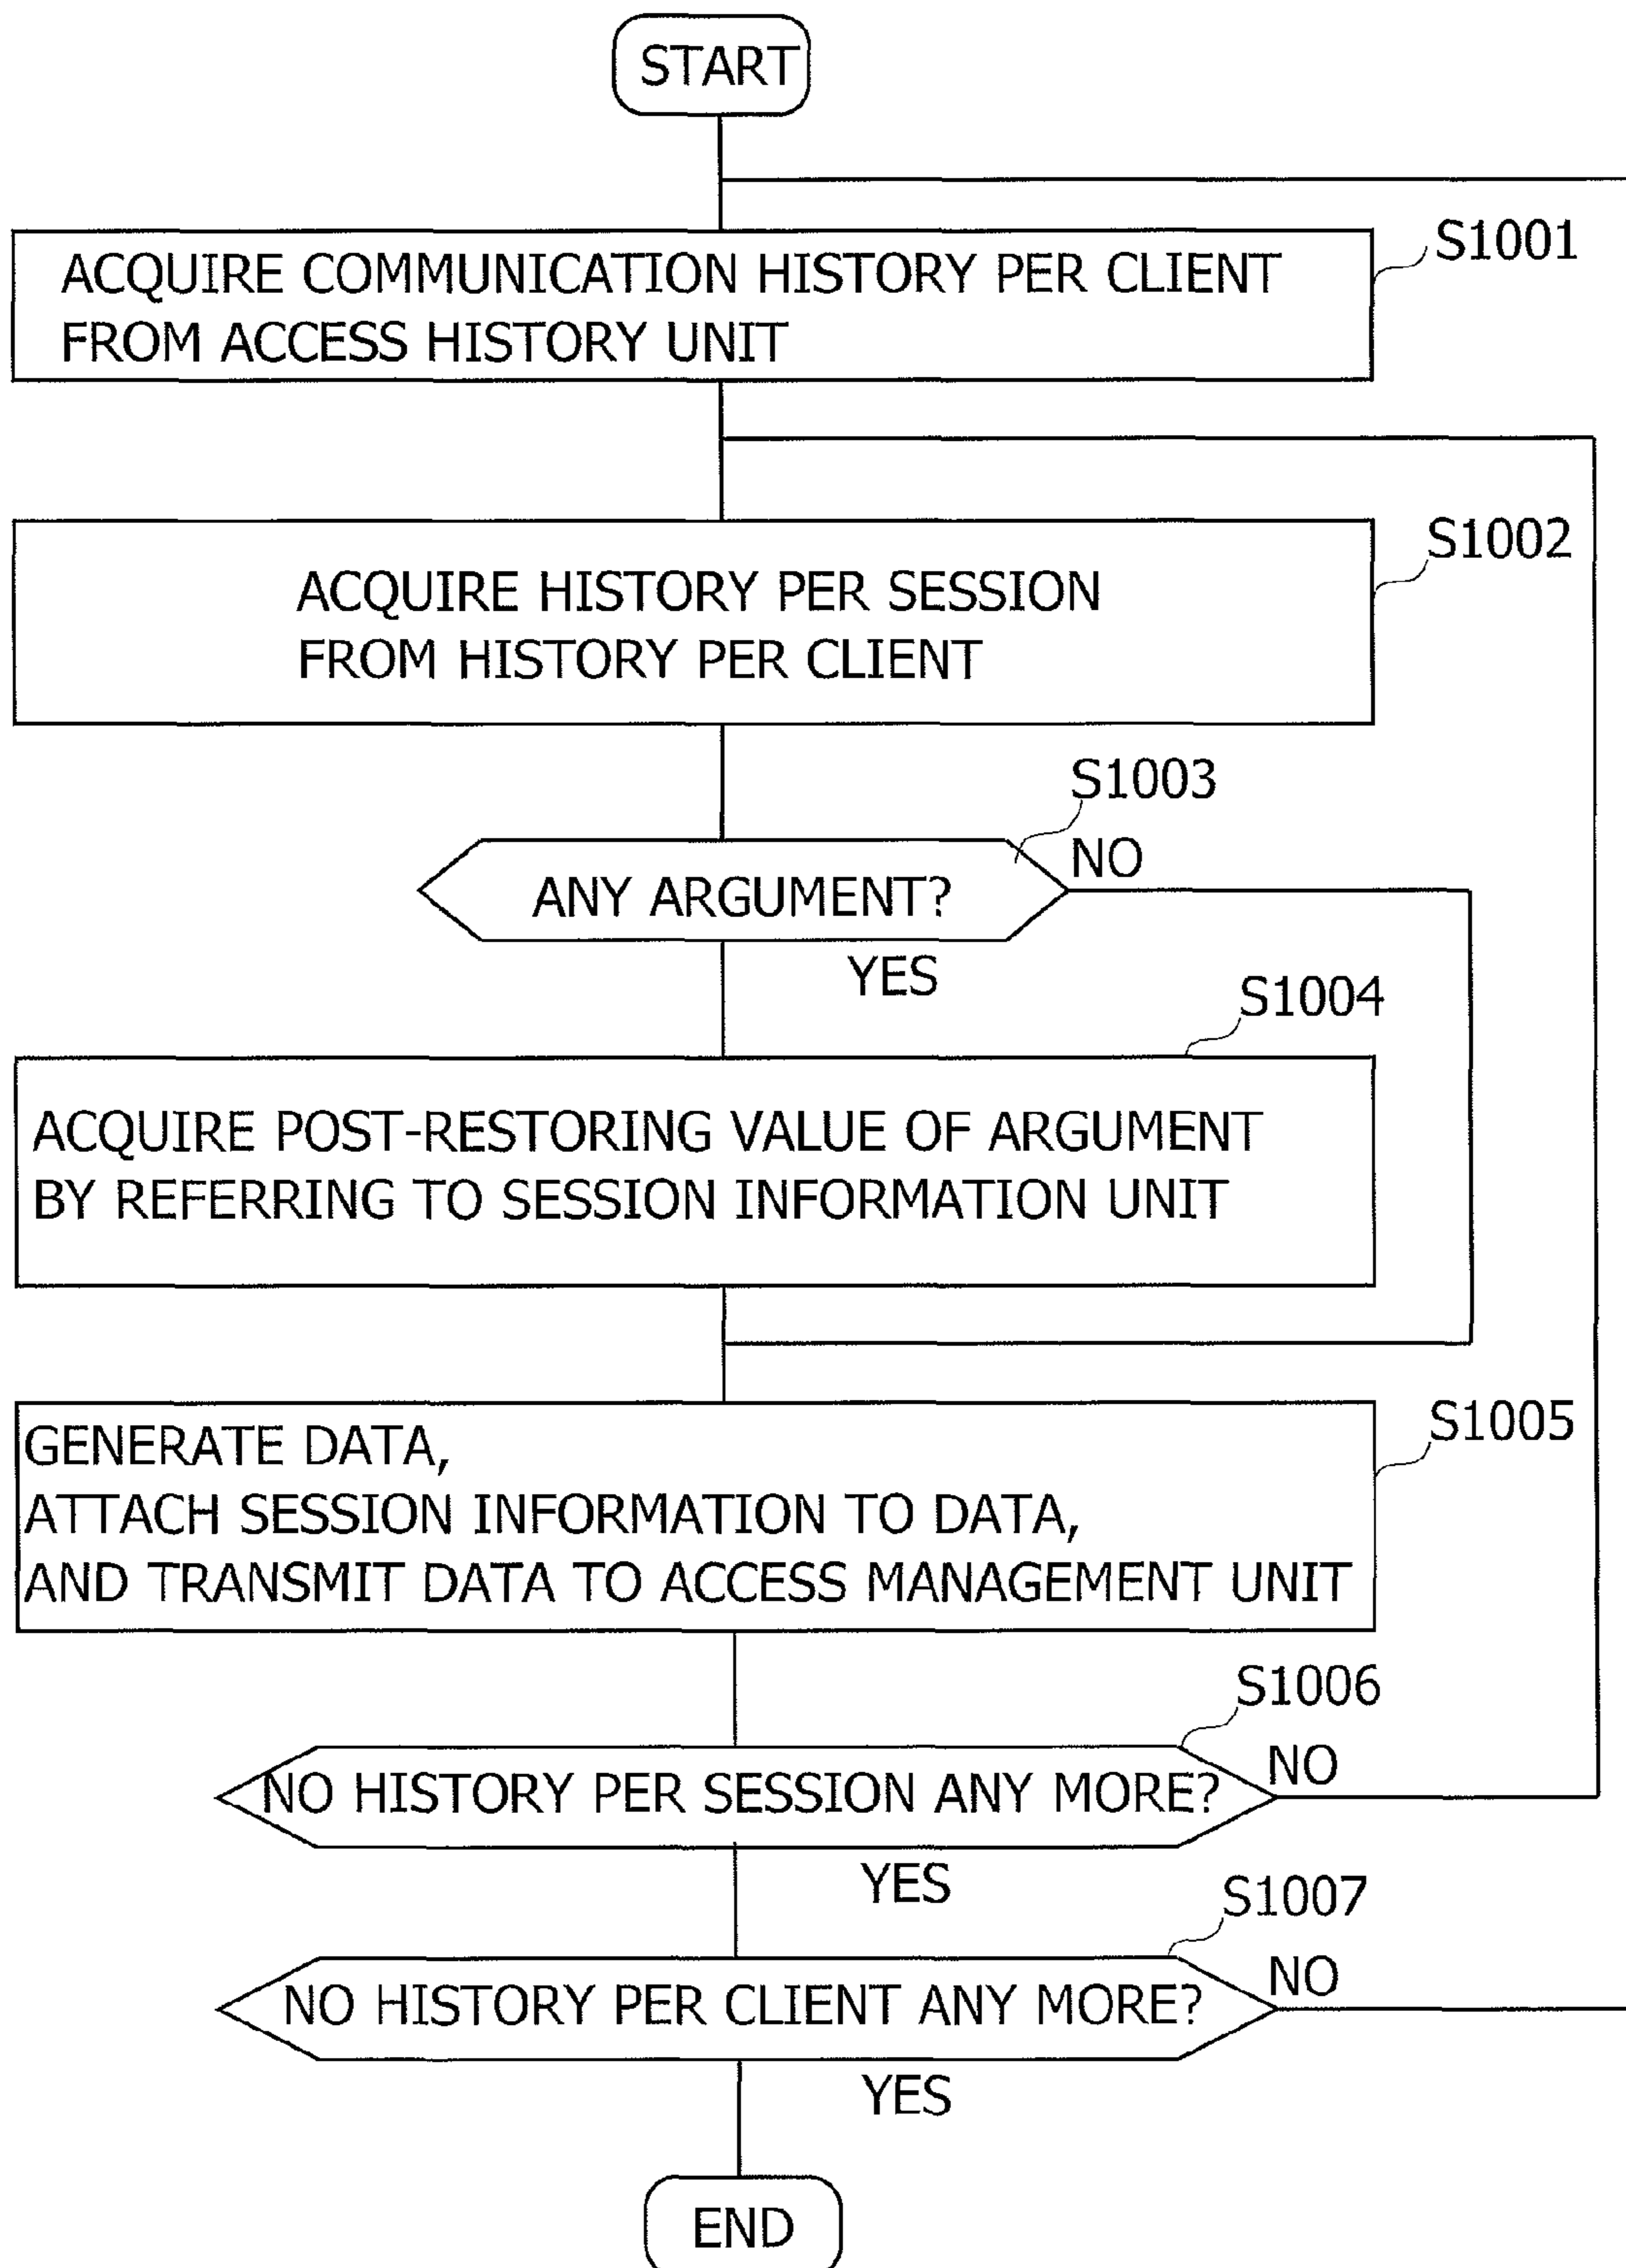 START
S1001
ACQUIRE COMMUNICATION HISTORY PER CLIENT
FROM ACCESS HISTORY UNIT
S1002
ACQUIRE HISTORY PER SESSION
FROM HISTORY PER CLIENT
S1003
NO
ANY ARGUMENT?
YES
S1004
ACQUIRE POST-RESTORING VALUE OF ARGUMENT
BY REFERRING TO SESSION INFORMATION UNIT
S1005
GENERATE DATA,
ATTACH SESSION INFORMATION TO DATA,
AND TRANSMIT DATA TO ACCESS MANAGEMENT UNIT
S1006
NO HISTORY PER SESSION ANY MORE?
NO
YES
S1007
NO HISTORY PER CLIENT ANY MORE?
NO
YES
END